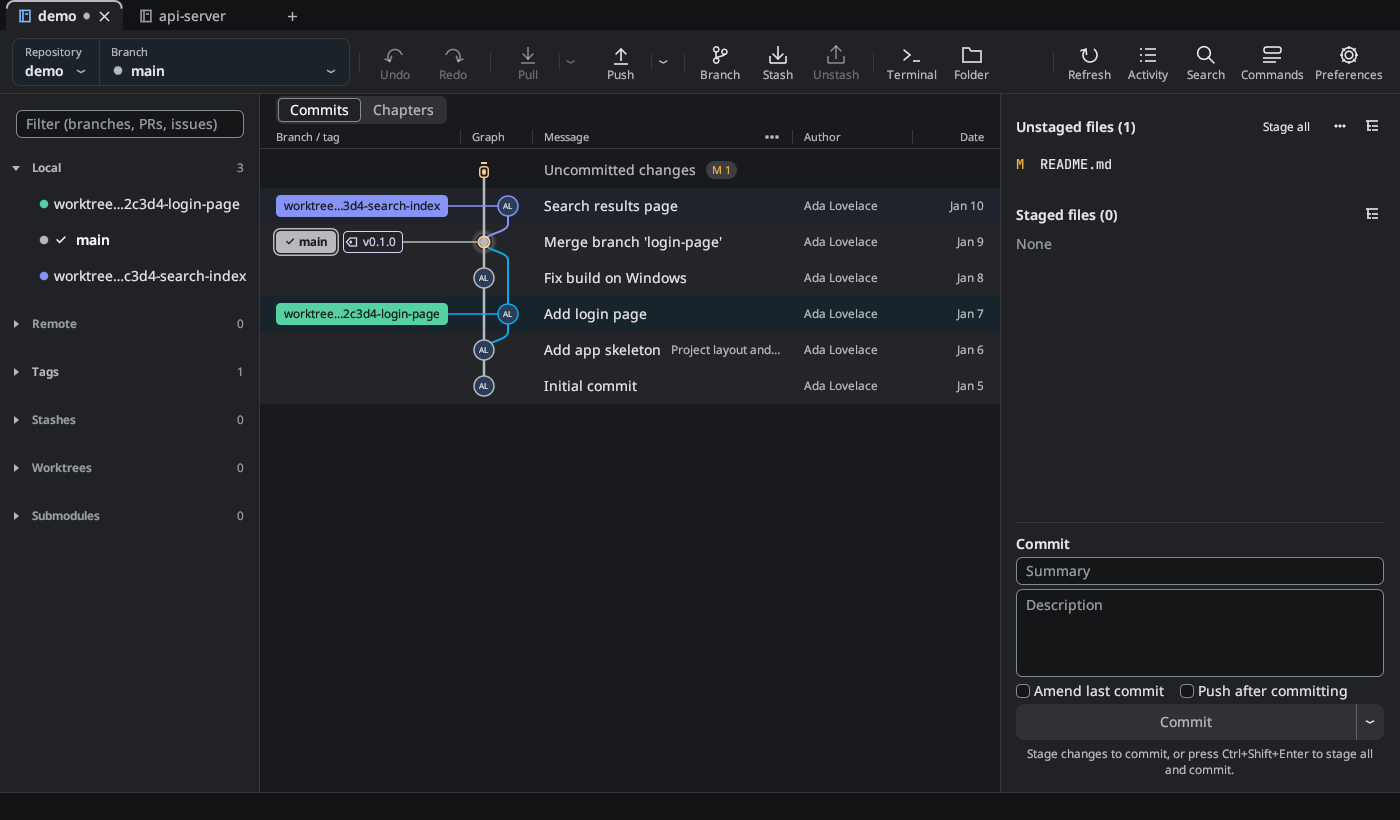 demo
api-server
Repository
demo
Branch
main
Undo
Redo
Pull
Push
Branch
Stash
Unstash
Terminal
Folder
Refresh
Activity
Search
Commands
Preferences
Filter (branches, PRs, issues)
Local 3
worktree...2c3d4-login-page
main
worktree...c3d4-search-index
Remote 0
Tags 1
Stashes 0
Worktrees 0
Submodules 0
Commits
Chapters
Branch / tag Graph Message Author Date
Uncommitted changes M 1
worktree...3d4-search-index AL Search results page Ada Lovelace Jan 10
main v0.1.0 Merge branch 'login-page' Ada Lovelace Jan 9
AL Fix build on Windows Ada Lovelace Jan 8
worktree...2c3d4-login-page AL Add login page Ada Lovelace Jan 7
AL Add app skeleton Project layout and... Ada Lovelace Jan 6
AL Initial commit Ada Lovelace Jan 5
Unstaged files (1) Stage all
M README.md
Staged files (0)
None
Commit
Summary
Description
Amend last commit Push after committing
Commit
Stage changes to commit, or press Ctrl+Shift+Enter to stage all
and commit.